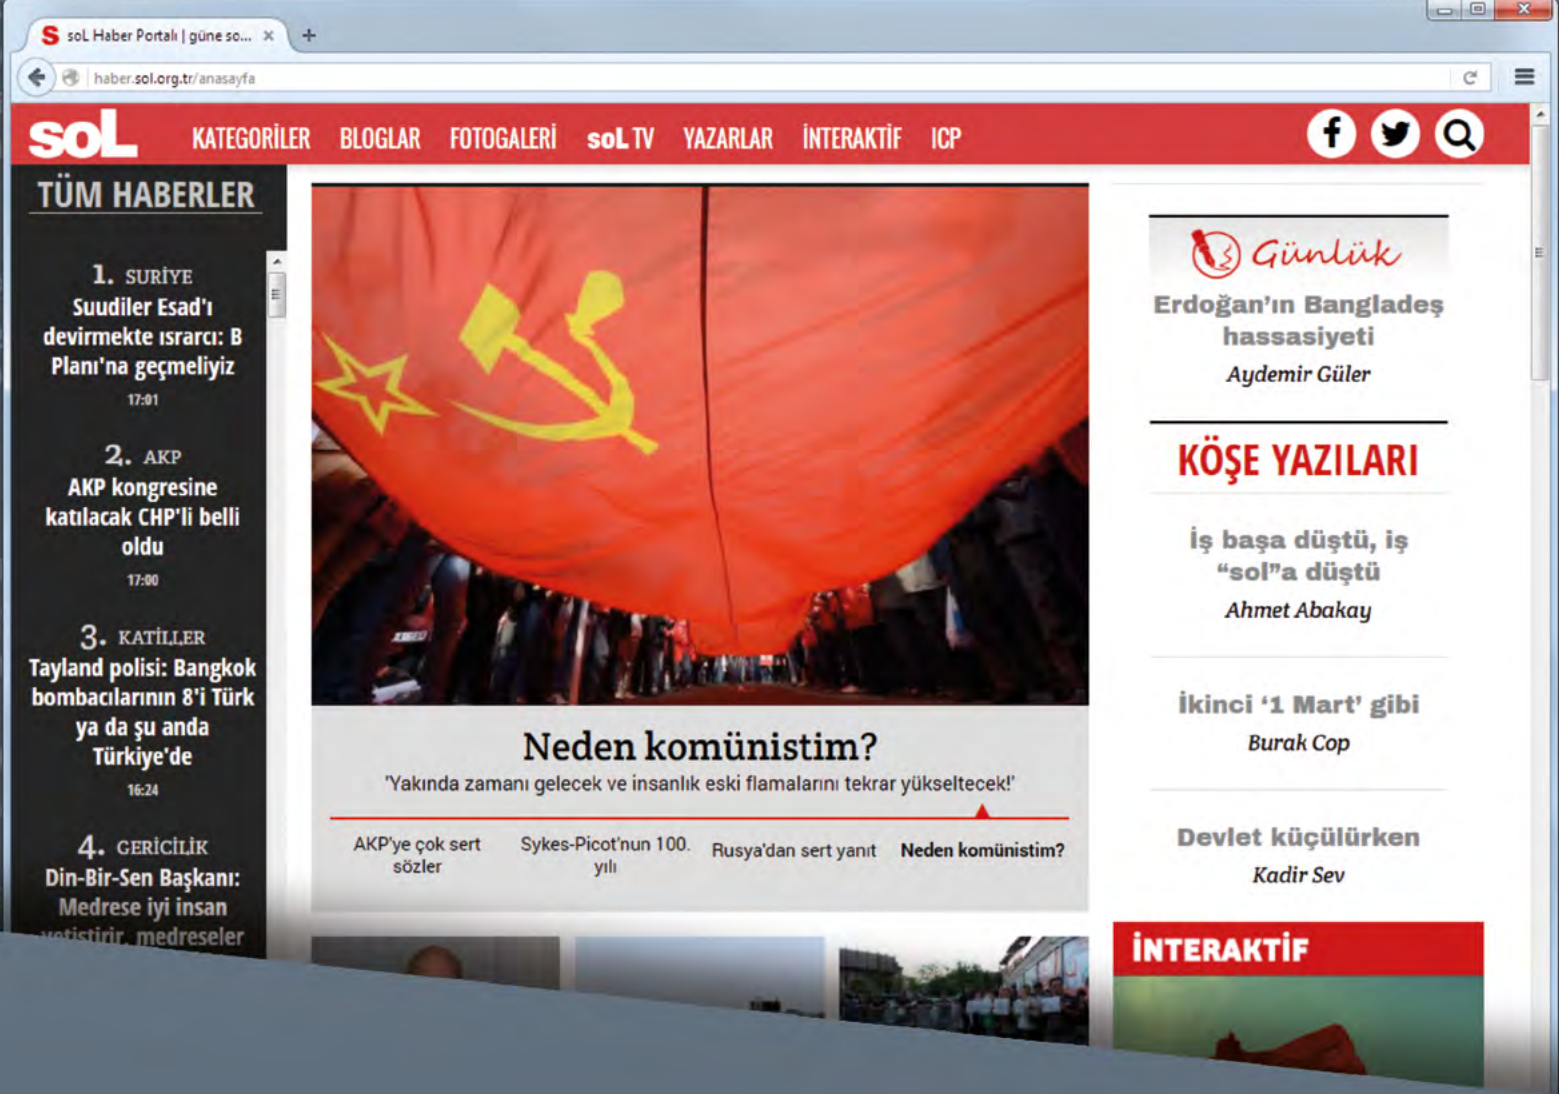 soL Haber Portalı | güne so...
haber.sol.org.tr/anasayfa
soL
KATEGORİLER
BLOGLAR
FOTOGALERİ
soL TV
YAZARLAR
İNTERAKTİF
ICP
TÜM HABERLER
1. SURİYE
Suudiler Esad'ı
devirmekte ısrarcı: B
Planı'na geçmeliyiz
17:01
2. AKP
AKP kongresine
katılacak CHP'li belli
oldu
17:00
3. KATİLLER
Tayland polisi: Bangkok
bombacılarının 8'i Türk
ya da şu anda
Türkiye'de
16:24
4. GERİCİLİK
Din-Bir-Sen Başkanı:
Medrese iyi insan
yetiştirir, medreseler
Neden komünistim?
'Yakında zamanı gelecek ve insanlık eski flamalarını tekrar yükseltecek!'
AKP'ye çok sert
sözler
Sykes-Picot'nun 100.
yılı
Rusya'dan sert yanıt
Neden komünistim?
Günlük
Erdoğan’ın Bangladeş
hassasiyeti
Aydemir Güler
KÖŞE YAZILARI
İş başa düştü, iş
“sol”a düştü
Ahmet Abakay
İkinci ‘1 Mart’ gibi
Burak Cop
Devlet küçülürken
Kadir Sev
İNTERAKTİF